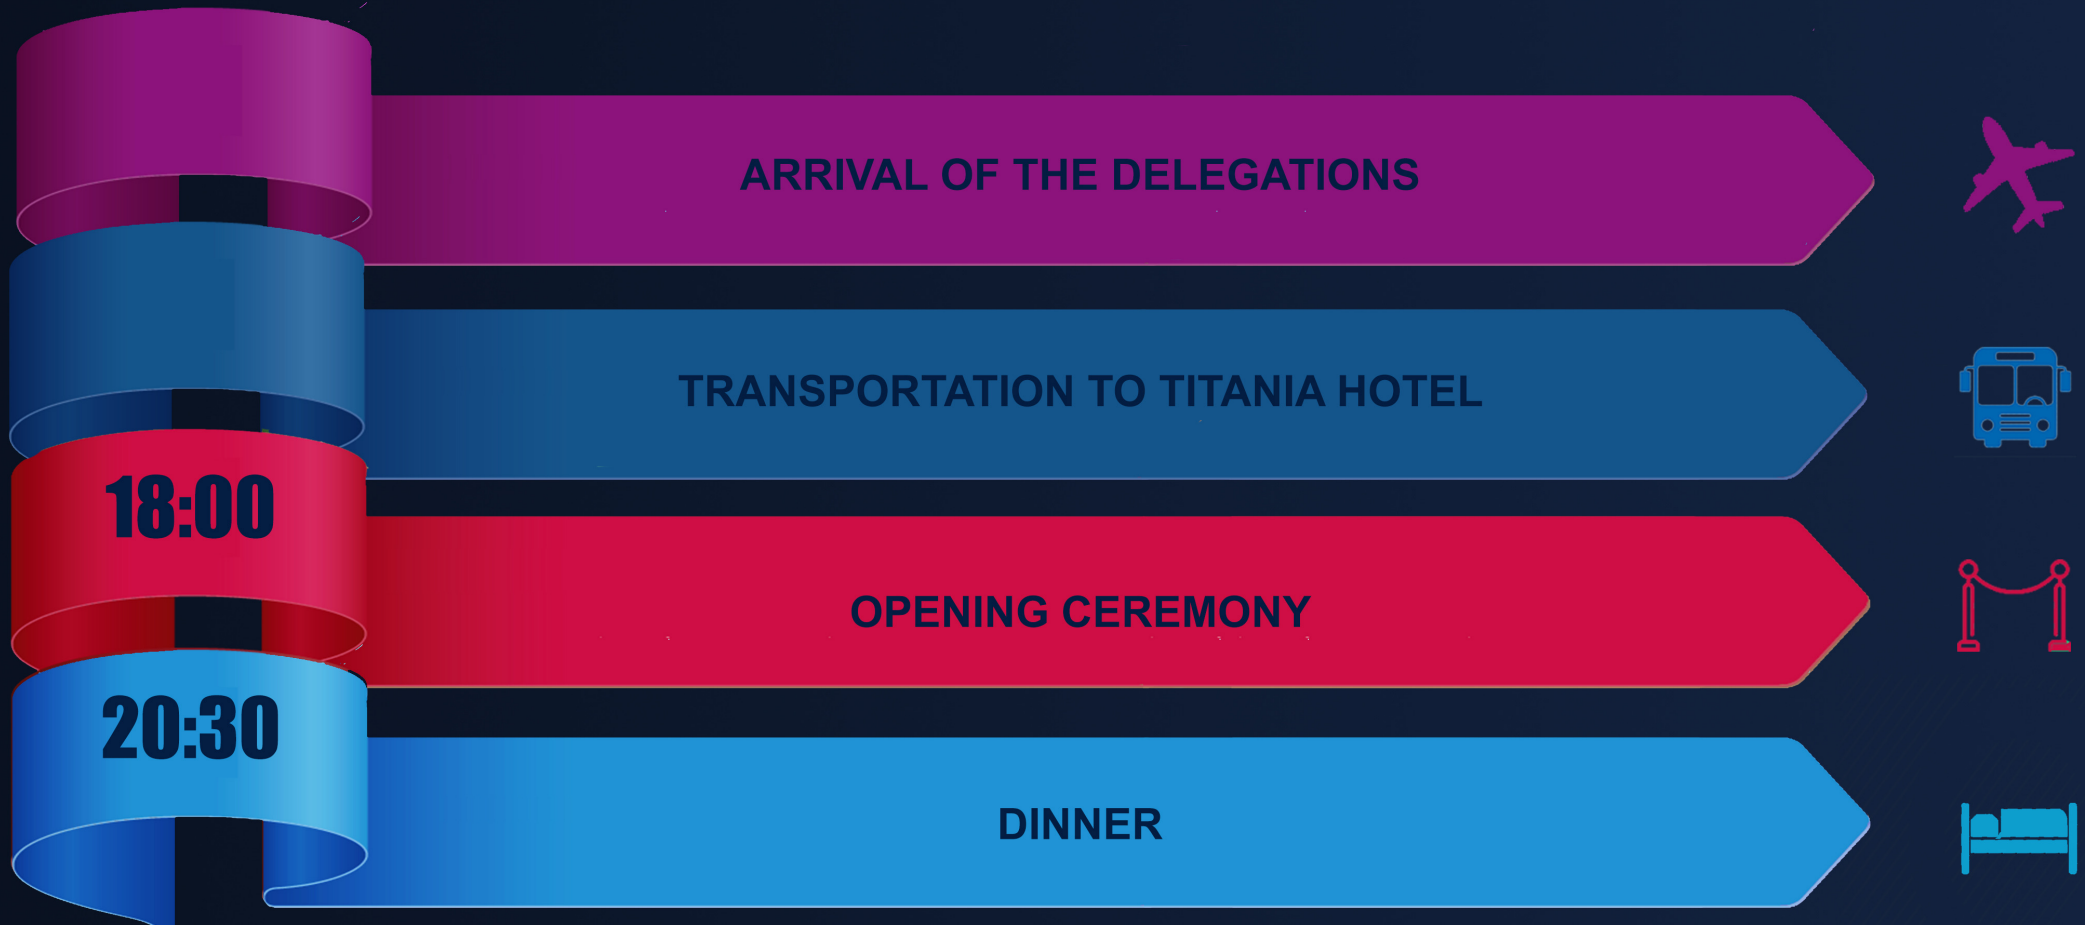 ARRIVAL OF THE DELEGATIONS
TRANSPORTATION TO TITANIA HOTEL
18:00
OPENING CEREMONY
20:30
DINNER